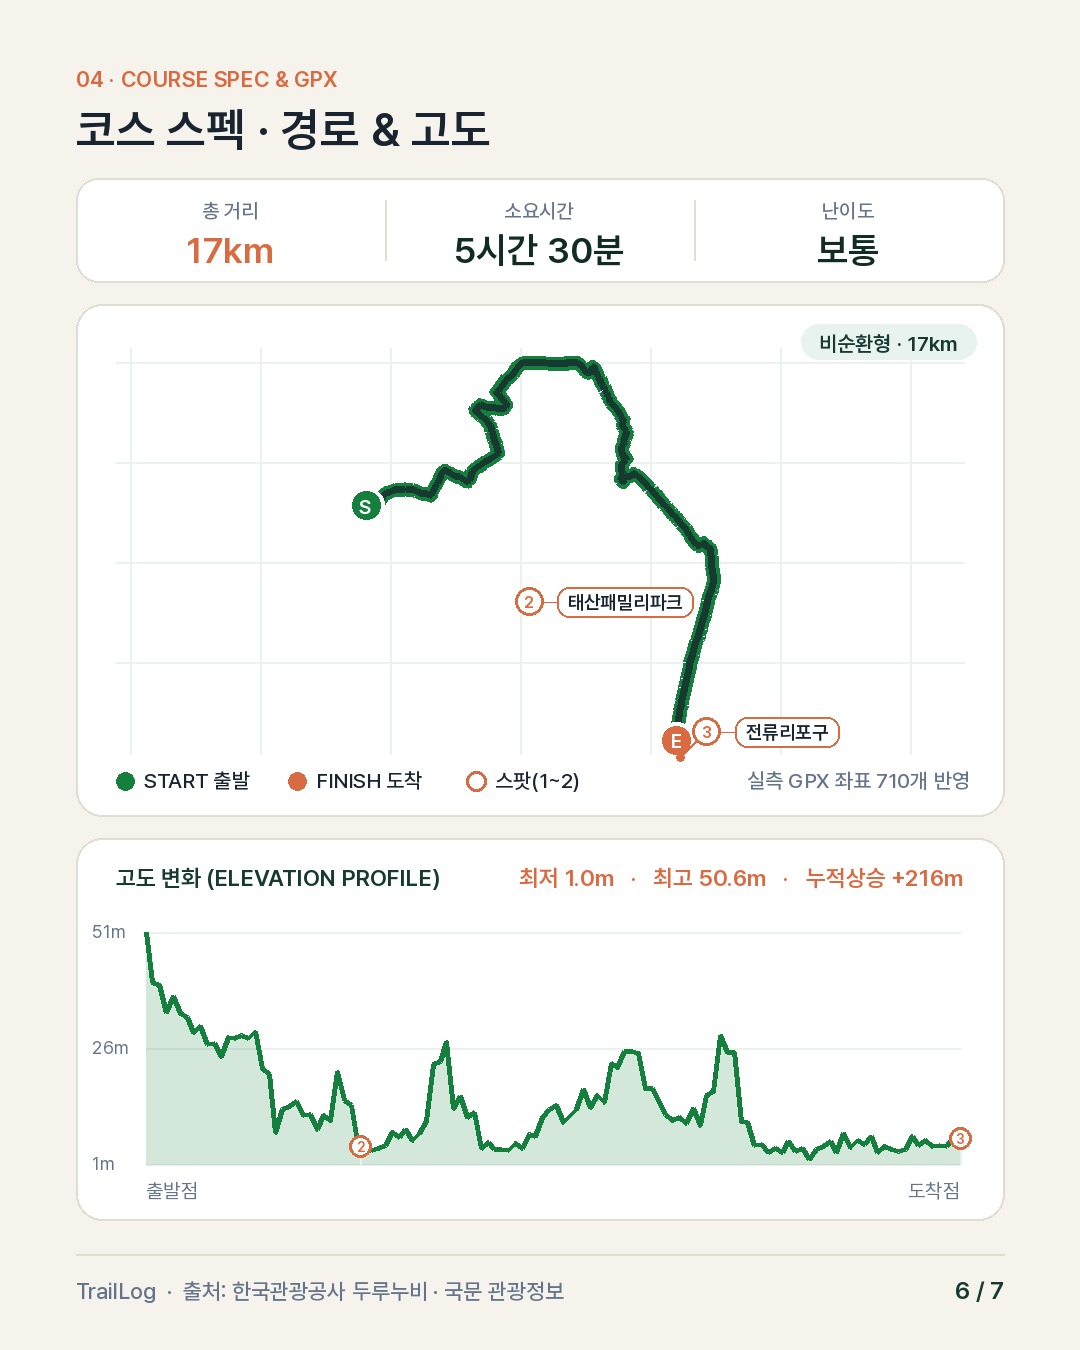 04 · COURSE SPEC & GPX
코스 스펙 · 경로 & 고도
총 거리 소요시간 난이도
17km 5시간 30분 보통
비순환형 · 17km
S
2 태산패밀리파크
E 3 전류리포구
START 출발 FINISH 도착 스팟(1~2) 실측 GPX 좌표 710개 반영
고도 변화 (ELEVATION PROFILE) 최저 1.0m · 최고 50.6m · 누적상승 +216m
51m
26m
2 3
1m
출발점 도착점
TrailLog · 출처: 한국관광공사 두루누비 · 국문 관광정보 6 / 7